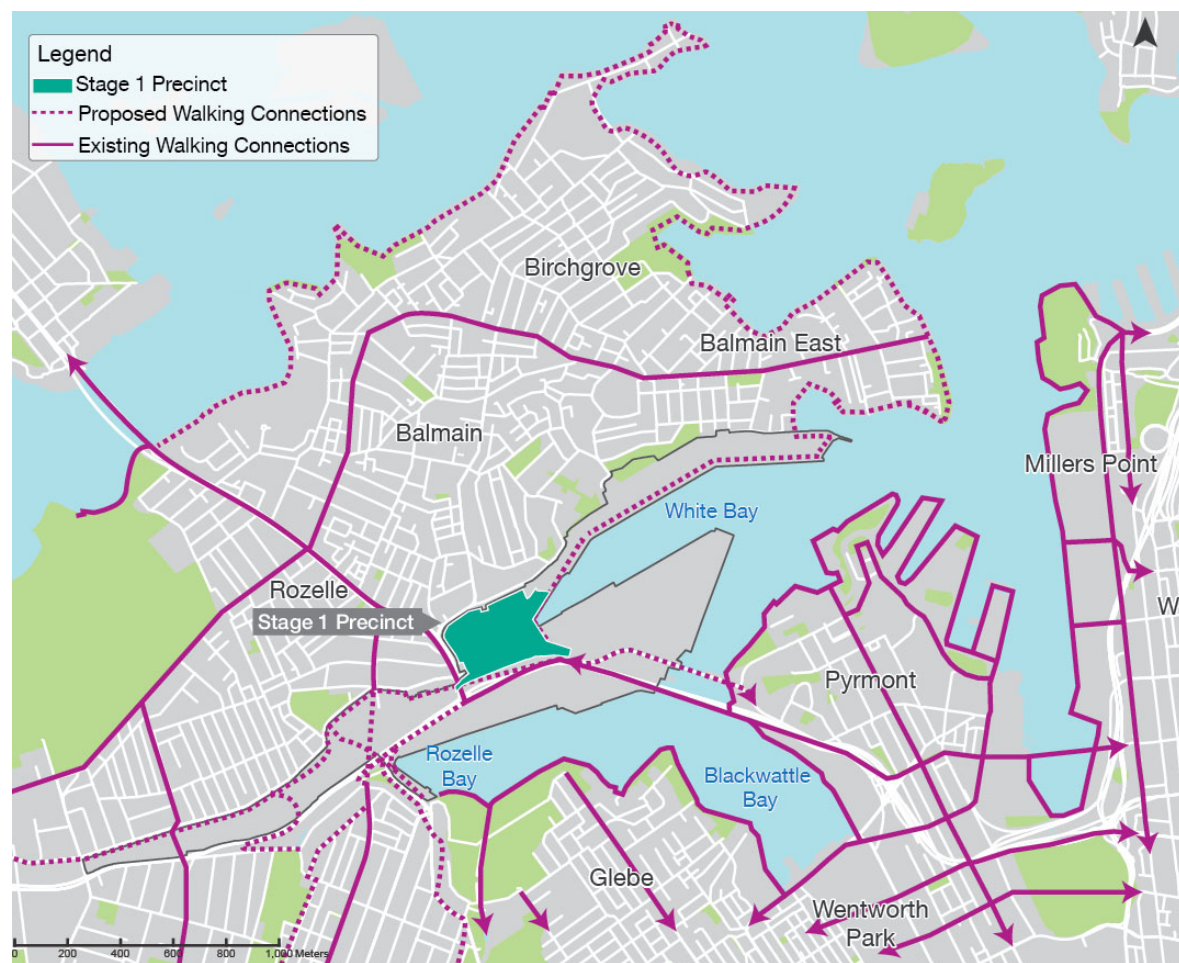 Legend
Stage 1 Precinct
Proposed Walking Connections
Existing Walking Connections
Birchgrove
Balmain East
Balmain
Millers Point
White Bay
Rozelle
Stage 1 Precinct
W
Pyrmont
Rozelle
Bay
Blackwattle
Bay
Glebe
Wentworth
Park
0 200 400 600 800 1,000 Meters